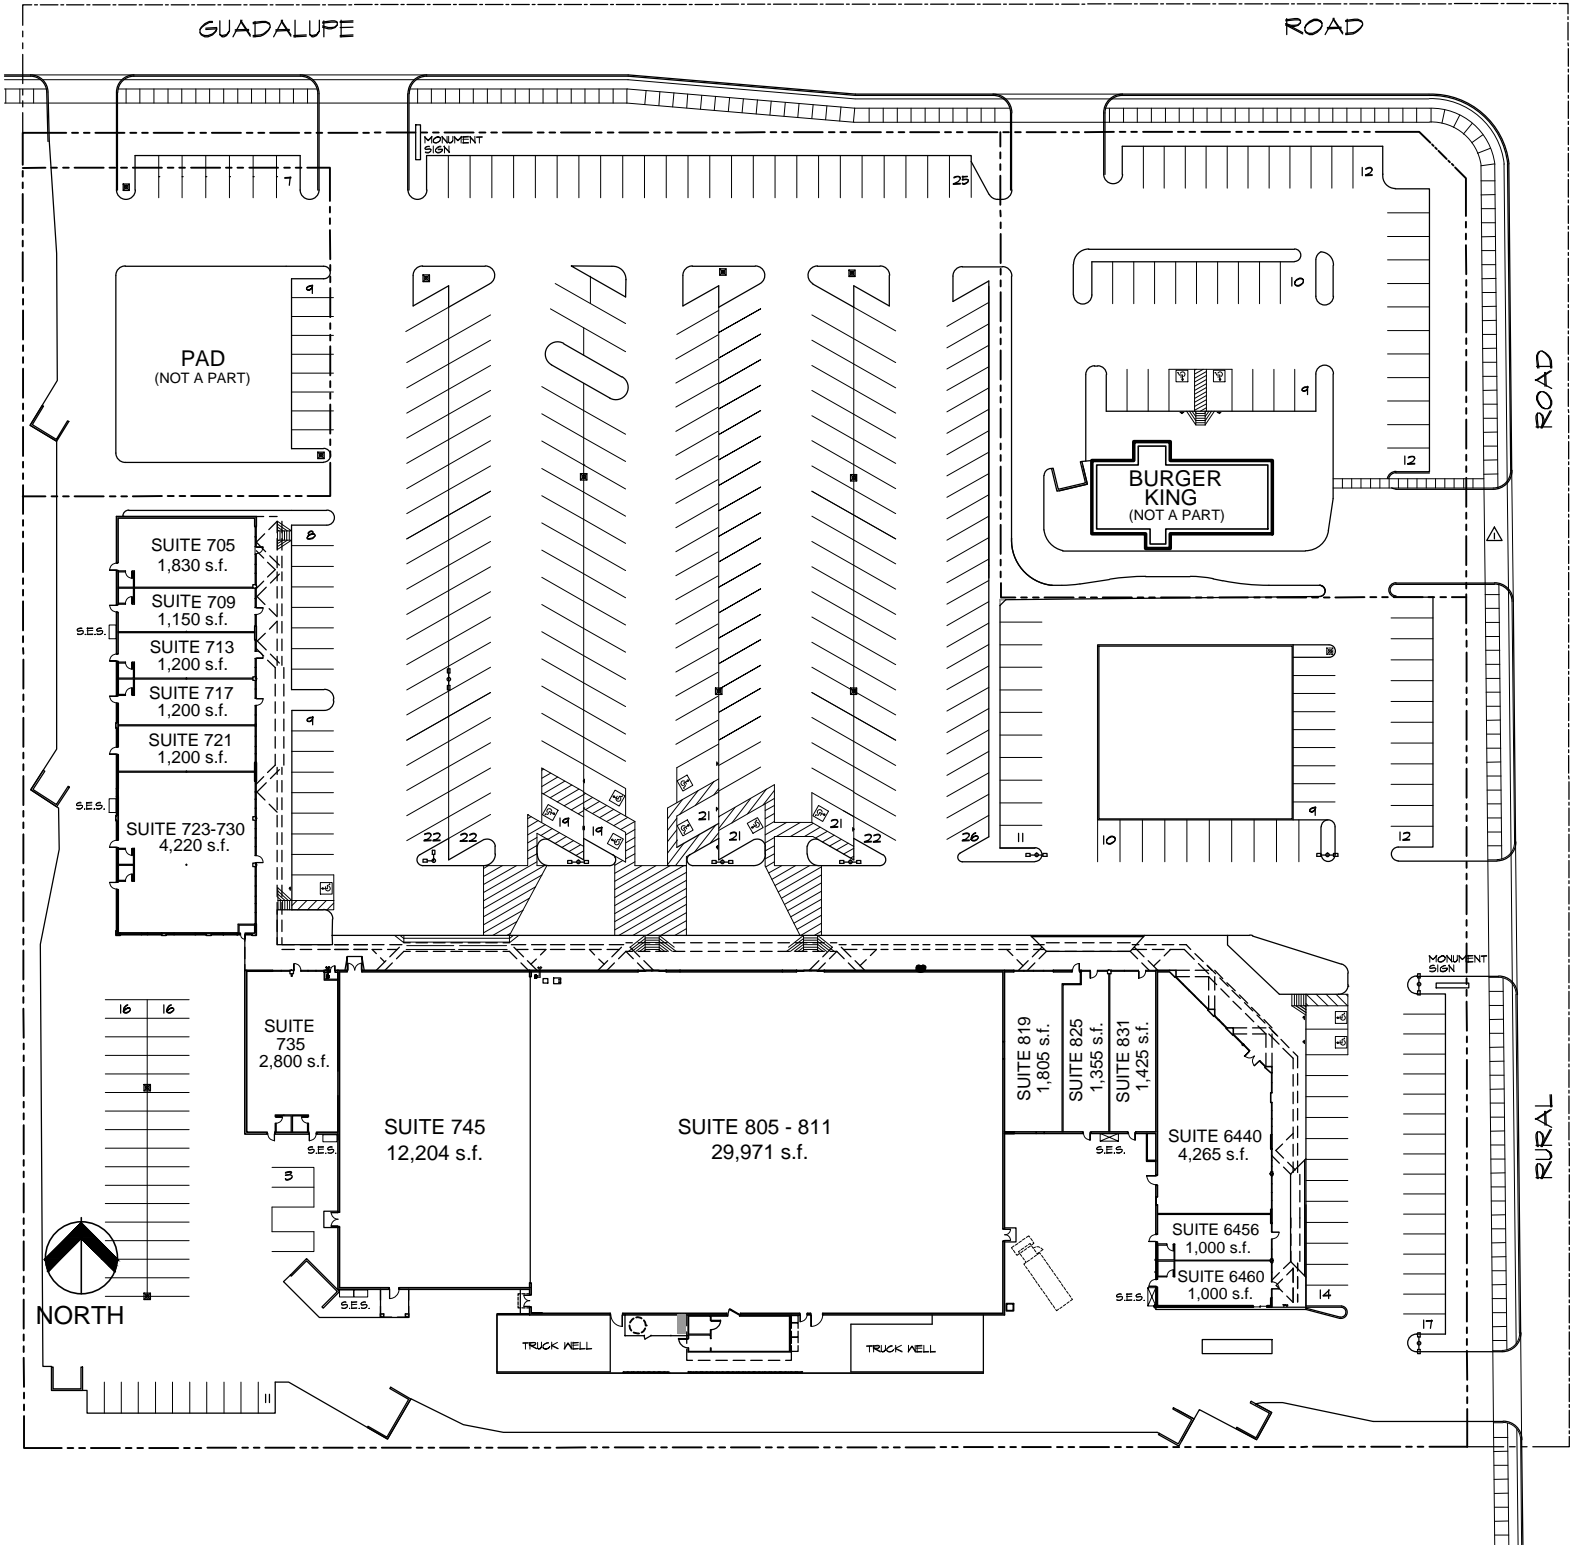 GUADALUPE ROAD
MONUMENT
SIGN
7
25
12
9
10
PAD
(NOT A PART)
ROAD
9
12
BURGER
KING
(NOT A PART)
8
SUITE 705
1,830 s.f.
SUITE 709
1,150 s.f.
S.E.S.
SUITE 713
1,200 s.f.
SUITE 717
1,200 s.f.
9
SUITE 721
1,200 s.f.
S.E.S.
SUITE 723-730
4,220 s.f.
22 22 19 19 21 21 21 22 26 11 10 9 12
MONUMENT
SIGN
16 16
SUITE
735
2,800 s.f.
SUITE 819
1,805 s.f.
SUITE 825
1,355 s.f.
SUITE 831
1,425 s.f.
SUITE 745
12,204 s.f.
SUITE 805 - 811
29,971 s.f.
SUITE 6440
4,265 s.f.
RURAL
S.E.S.
S.E.S.
3
SUITE 6456
1,000 s.f.
SUITE 6460
1,000 s.f.
NORTH
S.E.S.
S.E.S.
14
17
TRUCK WELL
TRUCK WELL
11